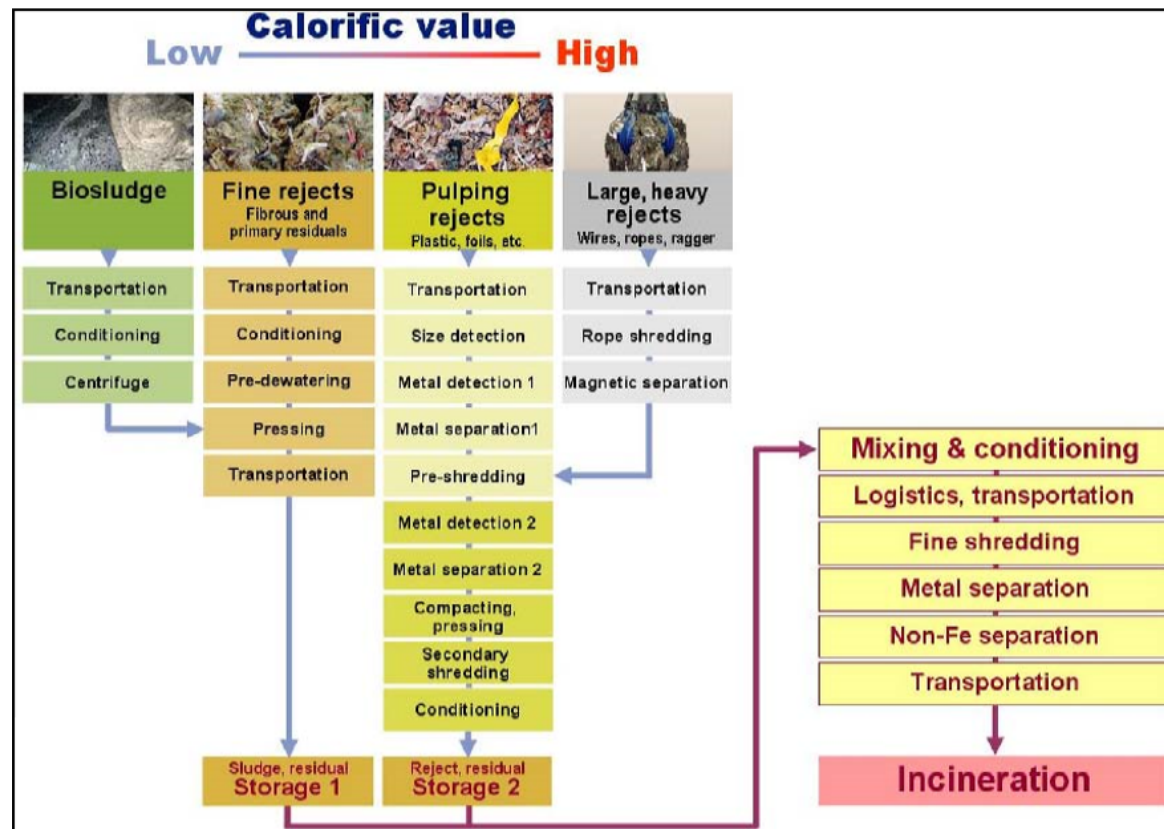 Calorific value
Low
High
Biosludge
Transportation
Conditioning
Centrifuge
Fine rejects
Fibrous and
primary residuals
Transportation
Conditioning
Pre-dewatering
Pressing
Transportation
Sludge, residual
Storage 1
Pulping
rejects
Plastic, foils, etc.
Transportation
Size detection
Metal detection 1
Metal separation1
Pre-shredding
Metal detection 2
Metal separation 2
Compacting,
pressing
Secondary
shredding
Conditioning
Reject, residual
Storage 2
Large, heavy
rejects
Wires, ropes, ragger
Transportation
Rope shredding
Magnetic separation
Mixing & conditioning
Logistics, transportation
Fine shredding
Metal separation
Non-Fe separation
Transportation
Incineration